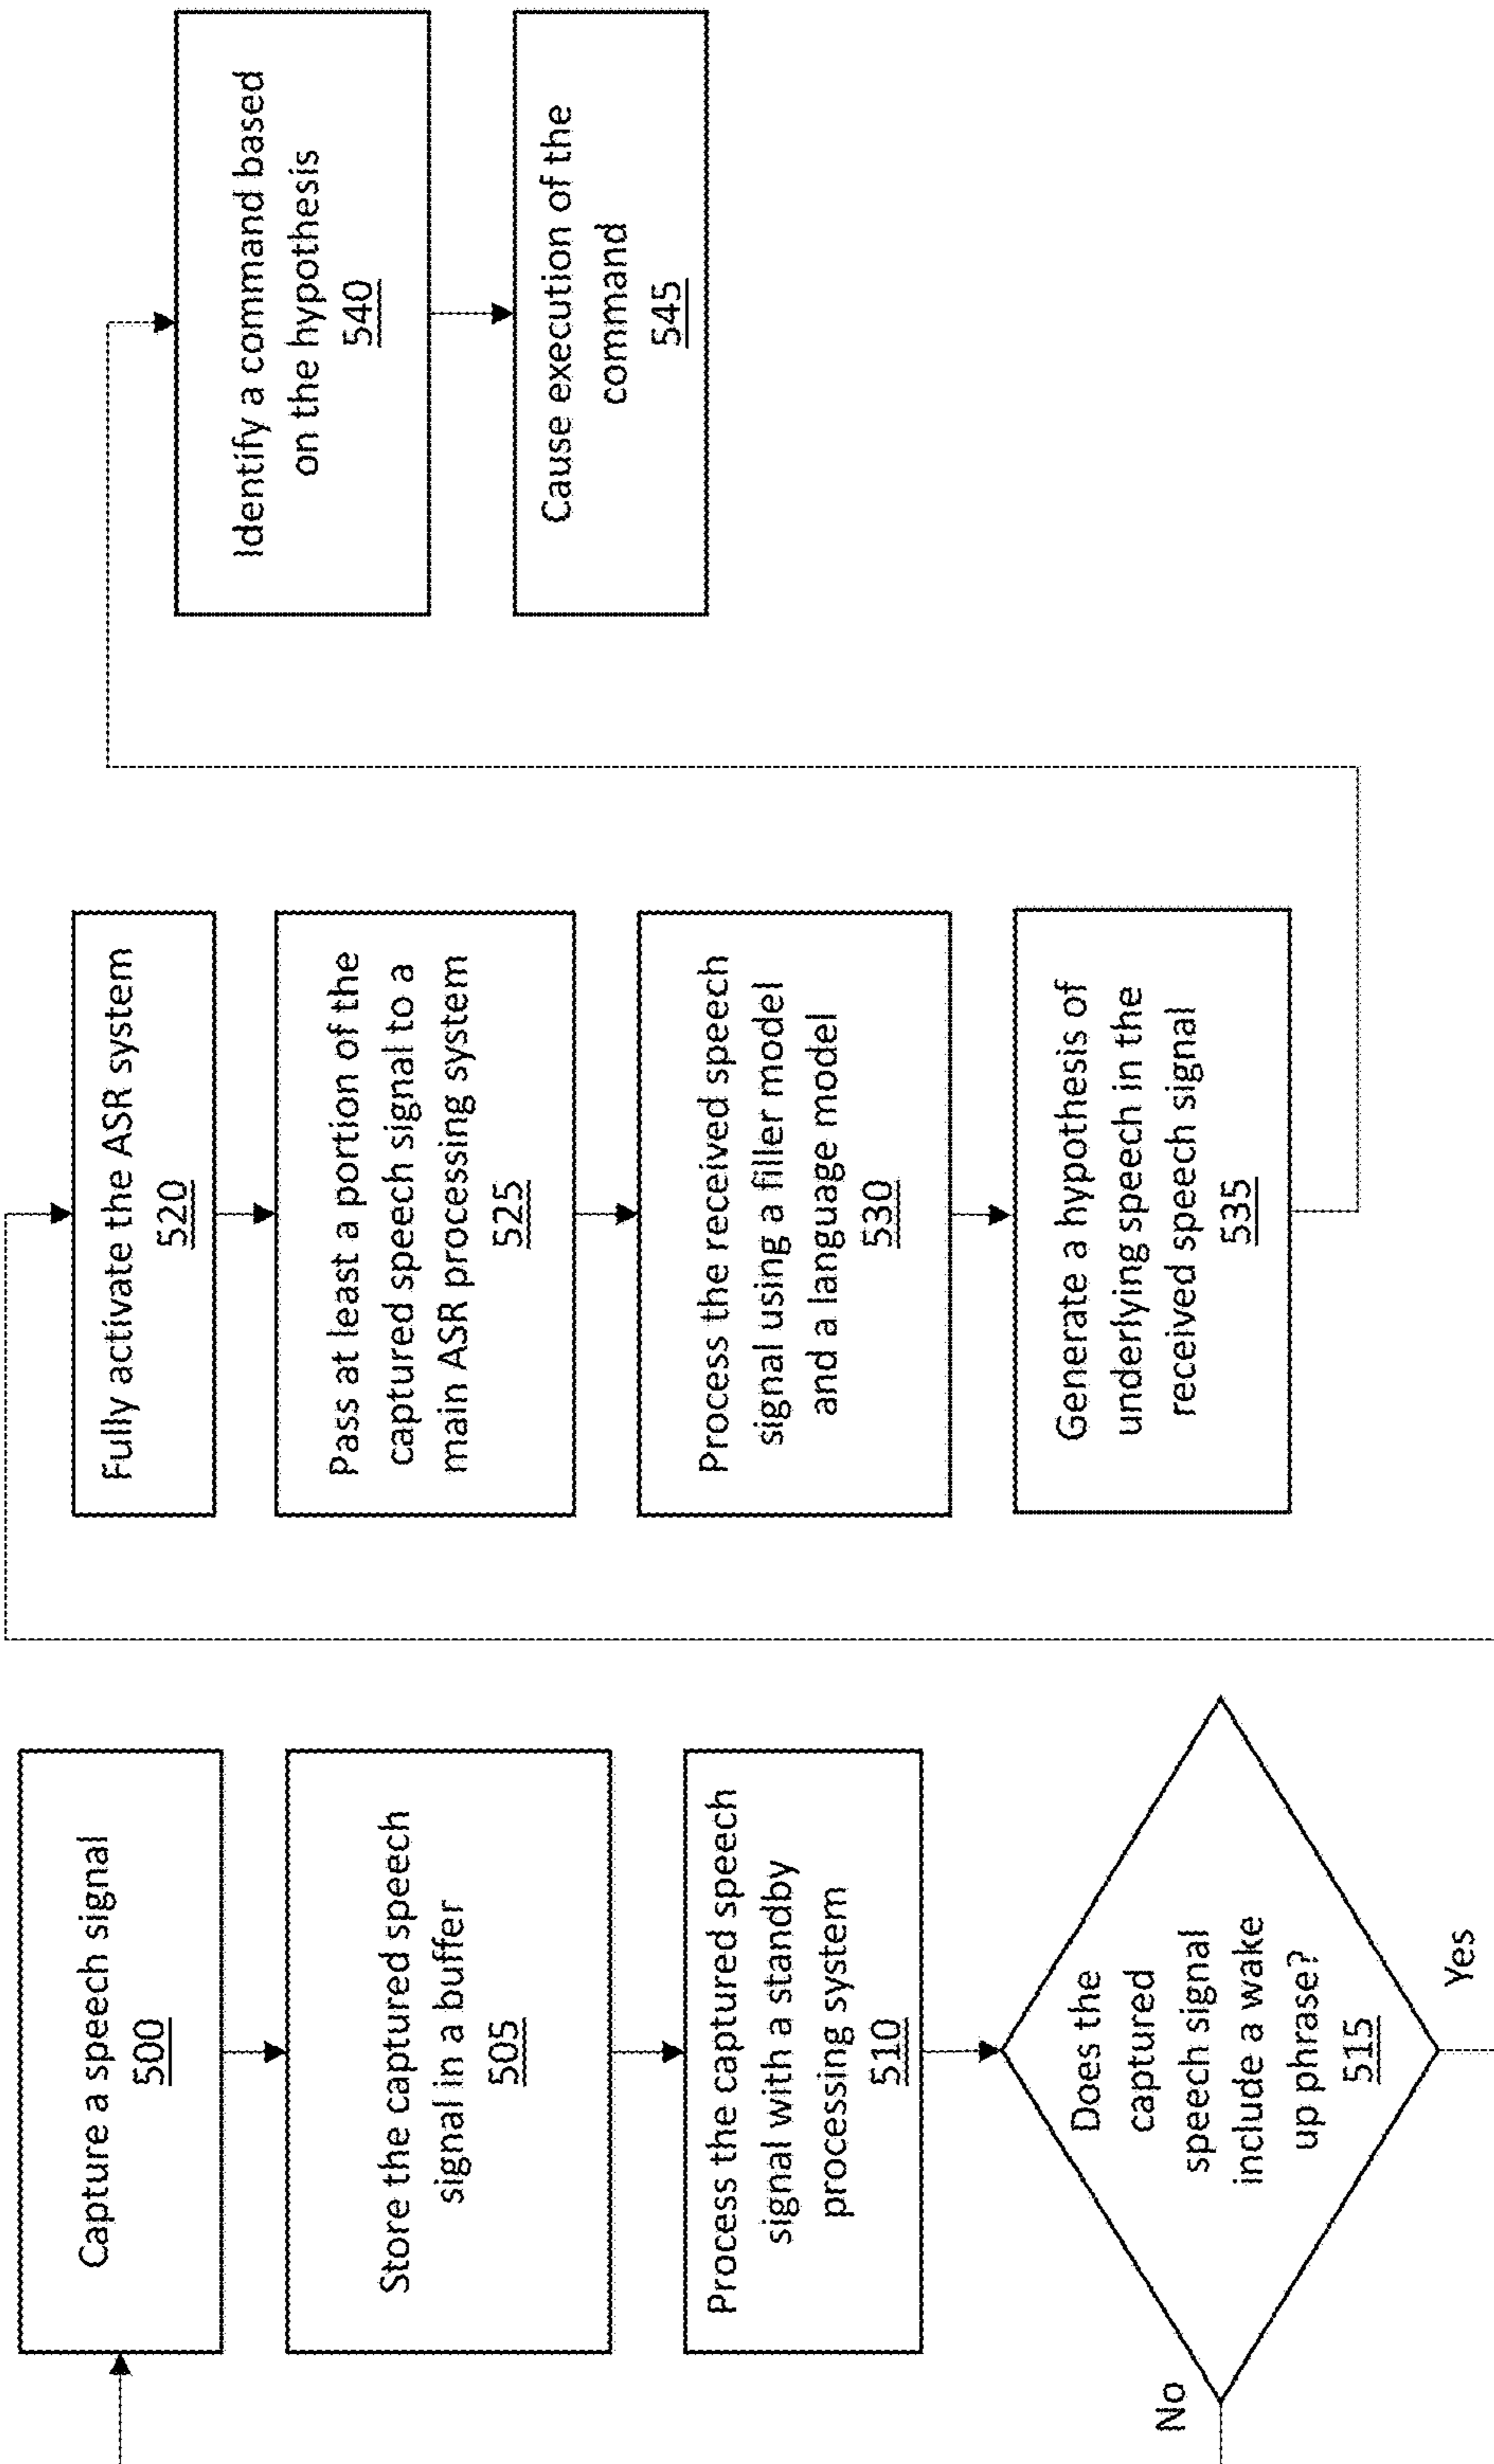 Capture a speech signal
500
Store the captured speech
signal in a buffer
505
Process the captured speech
signal with a standby
processing system
510
Does the
captured
speech signal
include a wake
up phrase?
515
No
Yes
Fully activate the ASR system
520
Pass at least a portion of the
captured speech signal to a
main ASR processing system
525
Process the received speech
signal using a filler model
and a language model
530
Generate a hypothesis of
underlying speech in the
received speech signal
535
Identify a command based
on the hypothesis
540
Cause execution of the
command
545